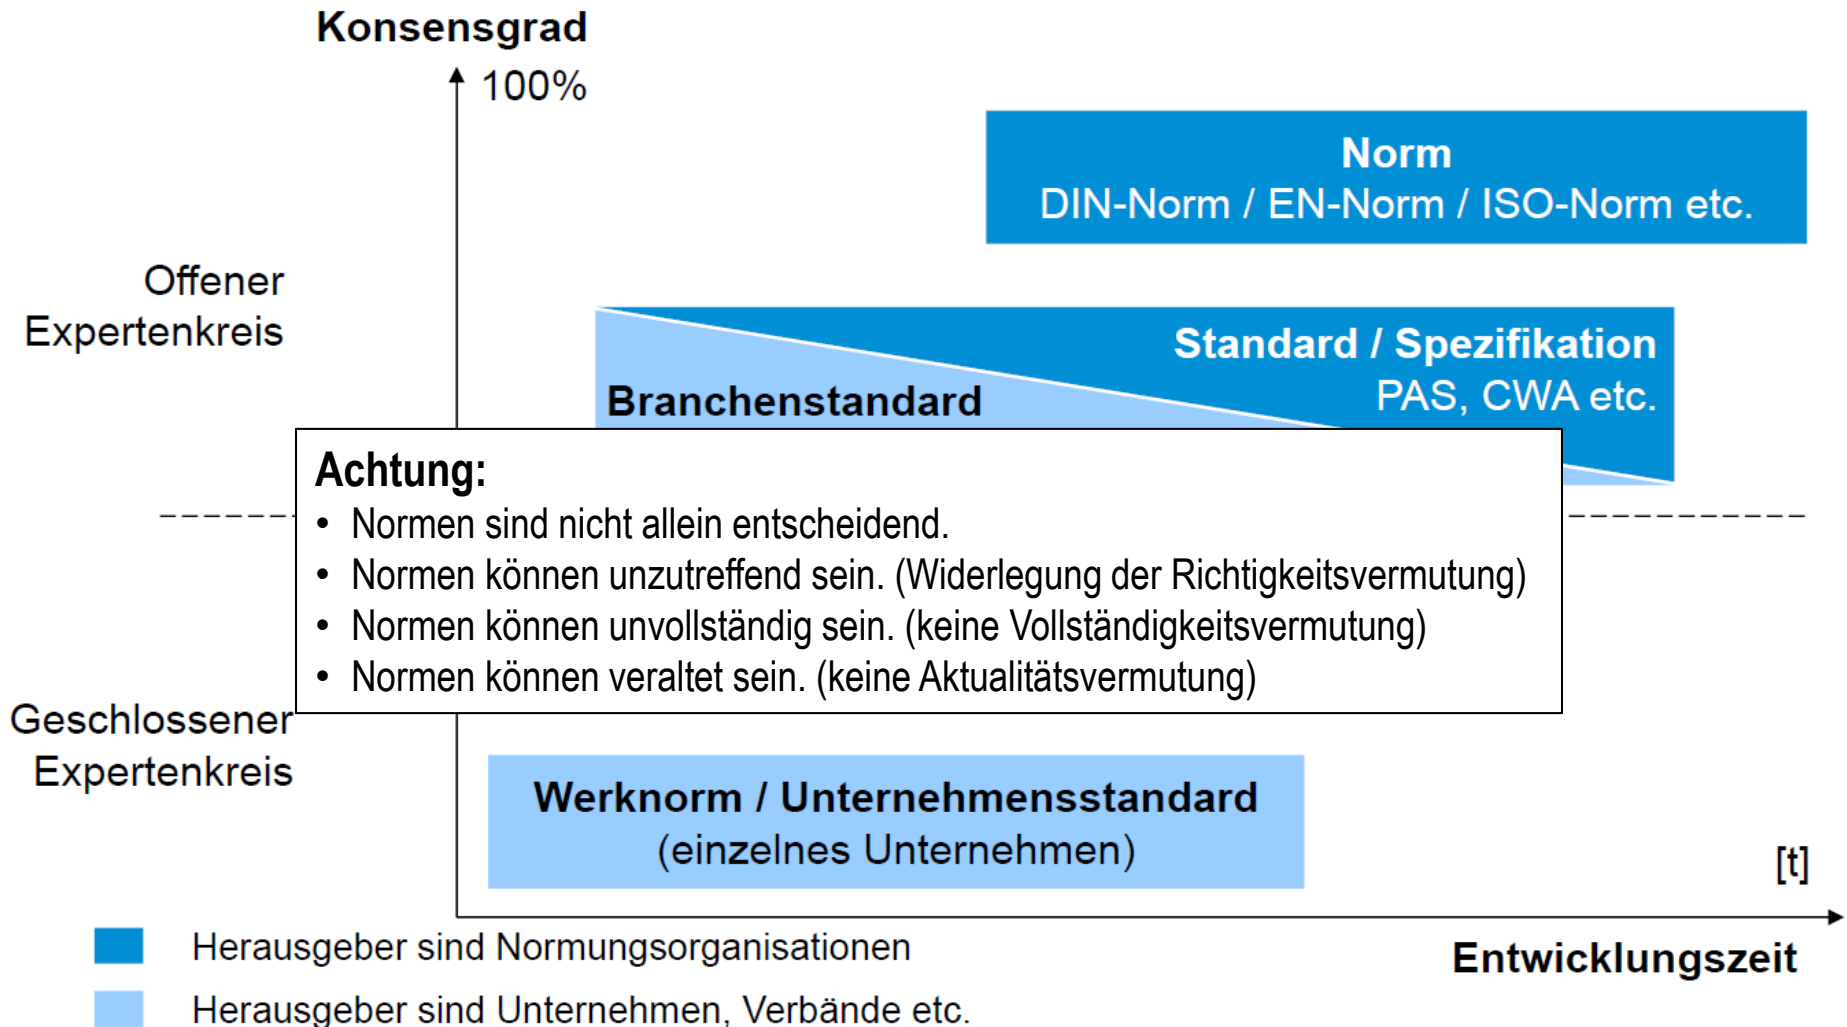 Konsensgrad
100%
Norm
DIN-Norm / EN-Norm / ISO-Norm etc.
Offener
Expertenkreis
Standard / Spezifikation
PAS, CWA etc.
Branchenstandard
Achtung:
• Normen sind nicht allein entscheidend.
• Normen können unzutreffend sein. (Widerlegung der Richtigkeitsvermutung)
• Normen können unvollständig sein. (keine Vollständigkeitsvermutung)
• Normen können veraltet sein. (keine Aktualitätsvermutung)
Geschlossener
Expertenkreis
Werknorm / Unternehmensstandard
(einzelnes Unternehmen)
[t]
Entwicklungszeit
Herausgeber sind Normungsorganisationen
Herausgeber sind Unternehmen, Verbände etc.